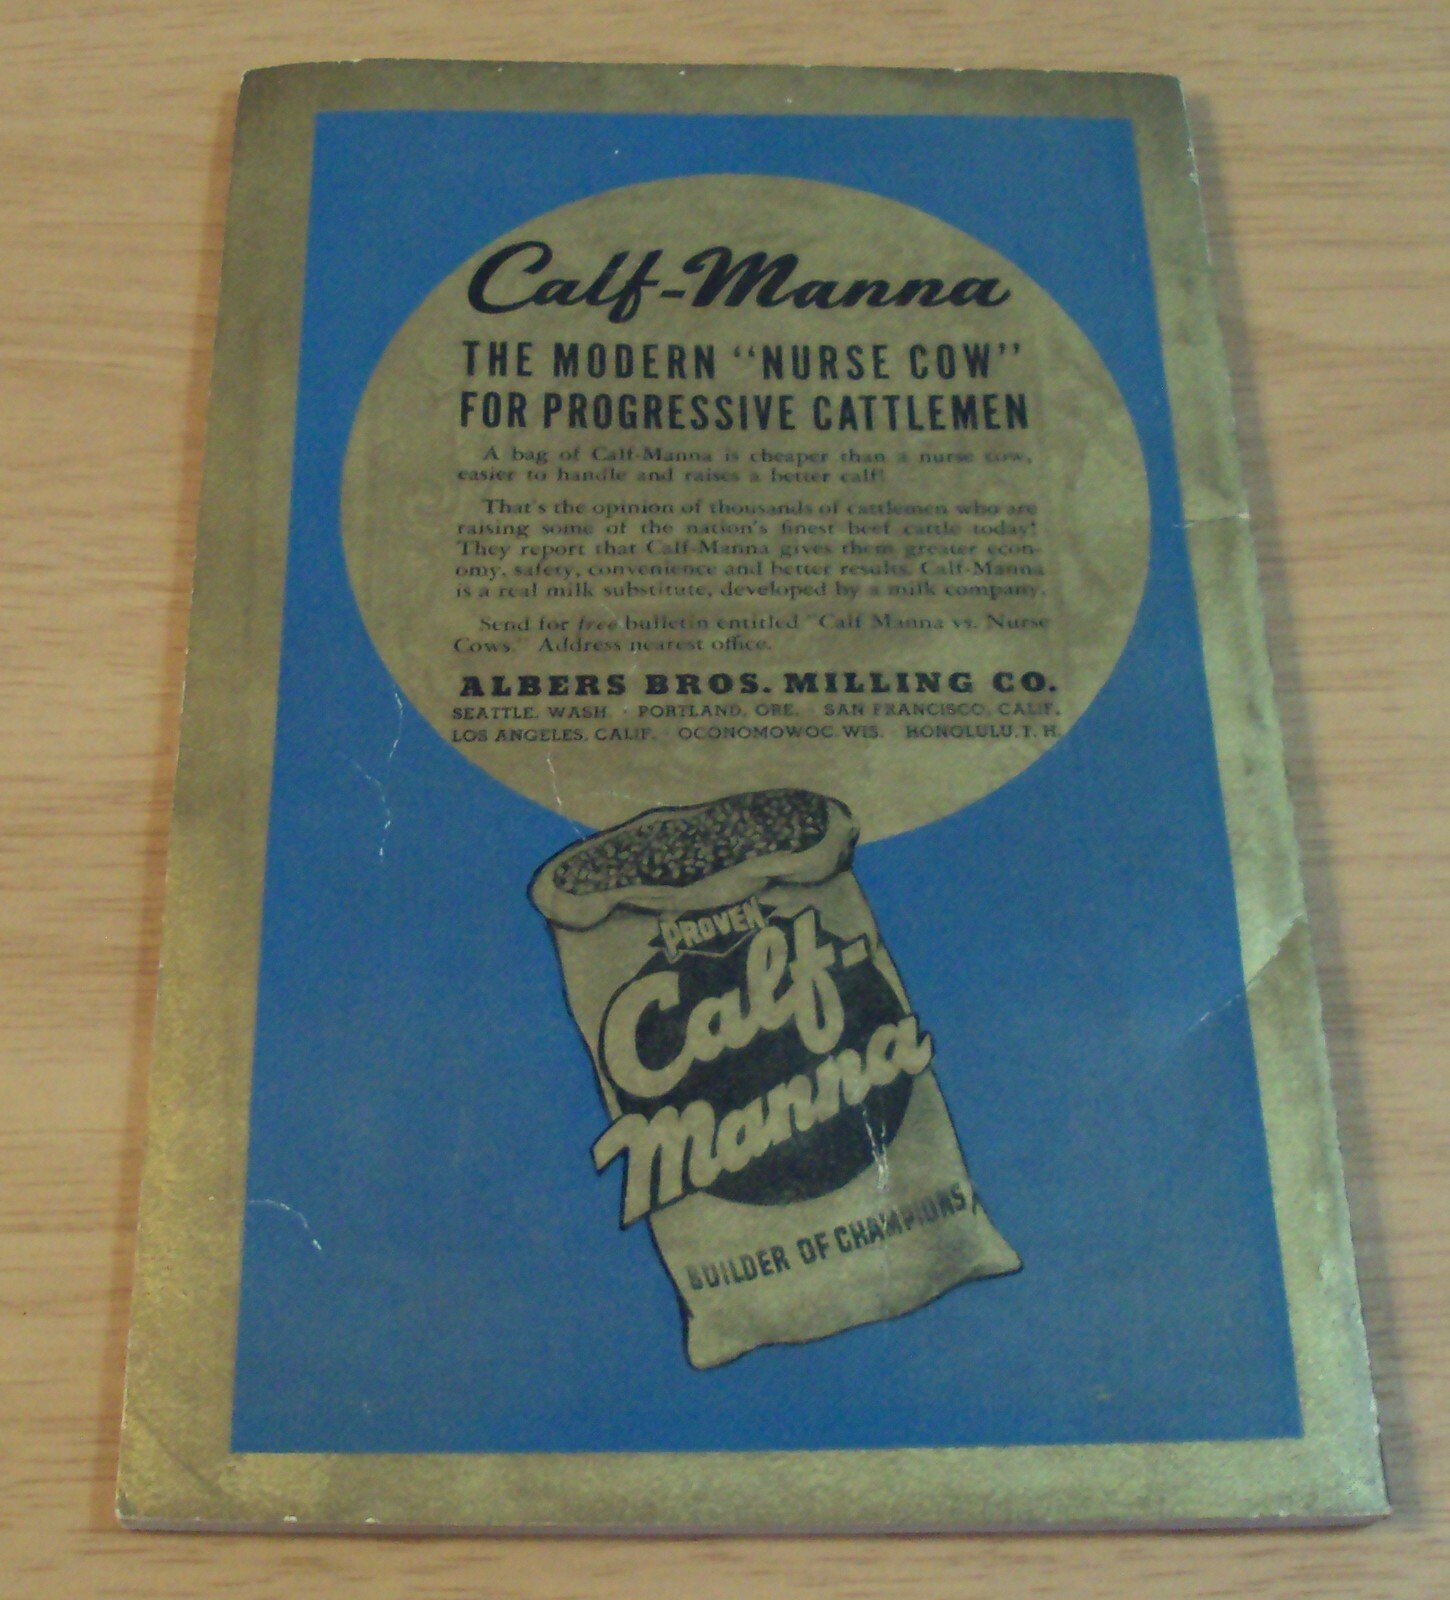 Calf-Manna
THE MODERN "NURSE COW"
FOR PROGRESSIVE CATTLEMEN
A bag of Calf-Manna is cheaper than a nurse cow,
easier to handle and raises a better calf!
That's the opinion of thousands of cattlemen who are
raising some of the nation's finest beef cattle today!
They report that Calf-Manna gives them greater econ-
omy, safety, convenience and better results. Calf-Manna
is a real milk substitute, developed by a milk company.
Send for free bulletin entitled "Calf Manna vs. Nurse
Cows." Address nearest office.
ALBERS BROS. MILLING CO.
SEATTLE, WASH. · PORTLAND, ORE. · SAN FRANCISCO, CALIF.
LOS ANGELES, CALIF. · OCONOMOWOC, WIS. · HONOLULU, T. H.
PROVEN
Calf-
Manna
BUILDER OF CHAMPIONS